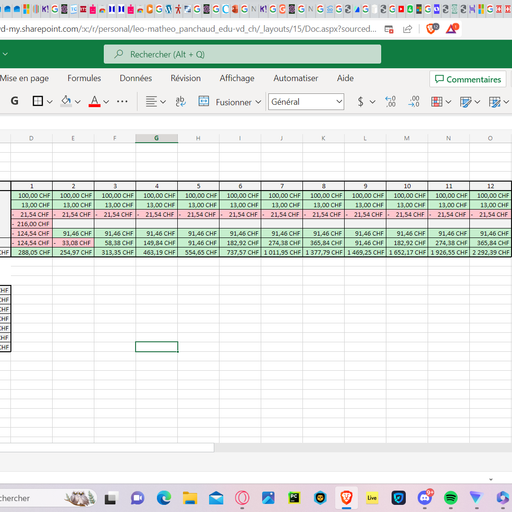 rd-my.sharepoint.com/:x:/r/personal/leo-matheo_panchaud_edu-vd_ch/_layouts/15/Doc.aspx?sourced...
Rechercher (Alt + Q)
Mise en page Formules Données Révision Affichage Automatiser Aide Commentaires
G A Fusionner Général $
D E F G H I J K L M N O
1 2 3 4 5 6 7 8 9 10 11 12
100,00 CHF 100,00 CHF 100,00 CHF 100,00 CHF 100,00 CHF 100,00 CHF 100,00 CHF 100,00 CHF 100,00 CHF 100,00 CHF 100,00 CHF 100,00 CHF
13,00 CHF 13,00 CHF 13,00 CHF 13,00 CHF 13,00 CHF 13,00 CHF 13,00 CHF 13,00 CHF 13,00 CHF 13,00 CHF 13,00 CHF 13,00 CHF
- 21,54 CHF - 21,54 CHF - 21,54 CHF - 21,54 CHF - 21,54 CHF - 21,54 CHF - 21,54 CHF - 21,54 CHF - 21,54 CHF - 21,54 CHF - 21,54 CHF - 21,54 CHF
- 216,00 CHF
- 124,54 CHF 91,46 CHF 91,46 CHF 91,46 CHF 91,46 CHF 91,46 CHF 91,46 CHF 91,46 CHF 91,46 CHF 91,46 CHF 91,46 CHF 91,46 CHF
- 124,54 CHF - 33,08 CHF 58,38 CHF 149,84 CHF 91,46 CHF 182,92 CHF 274,38 CHF 365,84 CHF 91,46 CHF 182,92 CHF 274,38 CHF 365,84 CHF
CHF 288,05 CHF 254,97 CHF 313,35 CHF 463,19 CHF 554,65 CHF 737,57 CHF 1 011,95 CHF 1 377,79 CHF 1 469,25 CHF 1 652,17 CHF 1 926,55 CHF 2 292,39 CHF
CHF
CHF
CHF
CHF
CHF
CHF
CHF
chercher